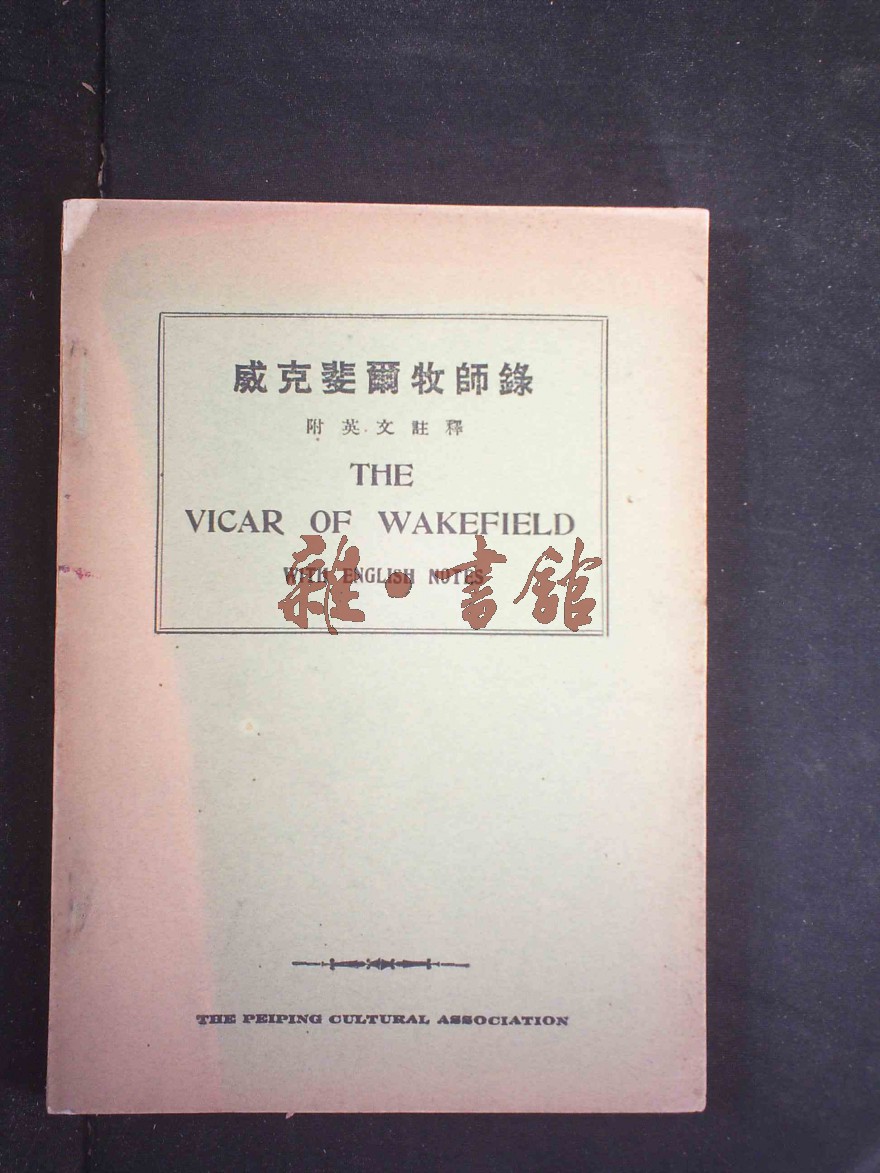 威克斐爾牧師錄
附英文註釋
THE
VICAR OF WAKEFIELD
WITH ENGLISH NOTES
雜·書館
THE PEIPING CULTURAL ASSOCIATION